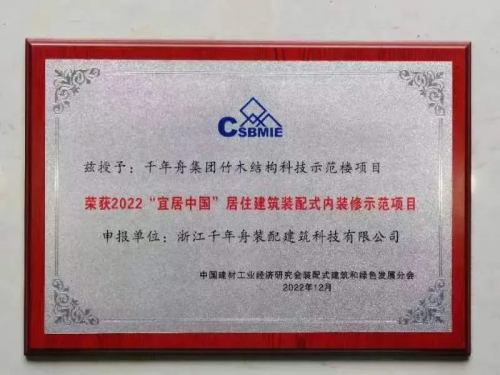 CSBMIE
兹授予：千年舟集团竹木结构科技示范楼项目
荣获2022“宜居中国”居住建筑装配式内装修示范项目
申报单位：浙江千年舟装配建筑科技有限公司
中国建材工业经济研究会装配式建筑和绿色发展分会
2022年12月